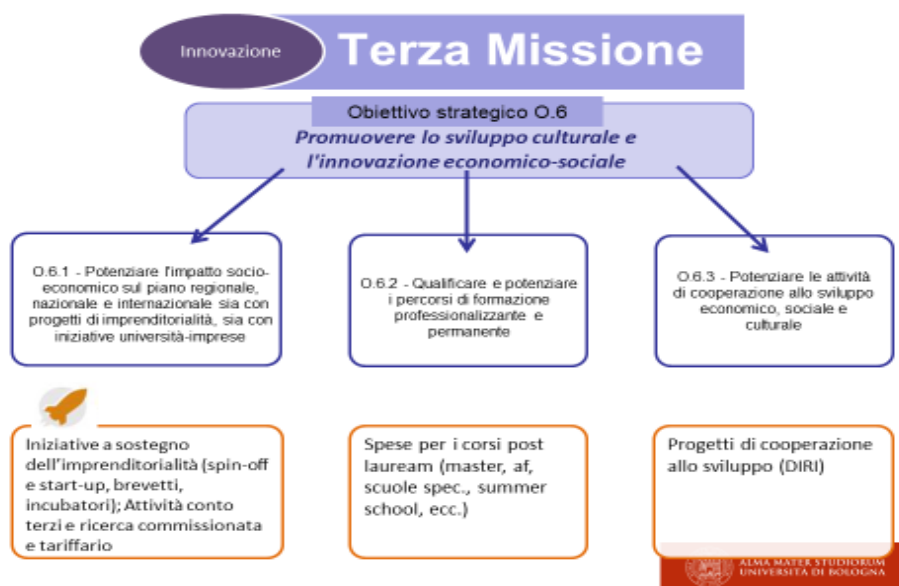 Innovazione
Terza Missione
Obiettivo strategico O.6
Promuovere lo sviluppo culturale e
l'innovazione economico-sociale
O.6.1 - Potenziare l'impatto socio-
economico sul piano regionale,
nazionale e internazionale sia con
progetti di imprenditorialità, sia con
iniziative università-imprese
O.6.2 - Qualificare e potenziare
i percorsi di formazione
professionalizzante e
permanente
O.6.3 - Potenziare le attività
di cooperazione allo sviluppo
economico, sociale e
culturale
Iniziative a sostegno
dell'imprenditorialità (spin-off
e start-up, brevetti,
incubatori); Attività conto
terzi e ricerca commissionata
e tariffario
Spese per i corsi post
lauream (master, af,
scuole spec., summer
school, ecc.)
Progetti di cooperazione
allo sviluppo (DIRI)
ALMA MATER STUDIORUM
UNIVERSITÀ DI BOLOGNA